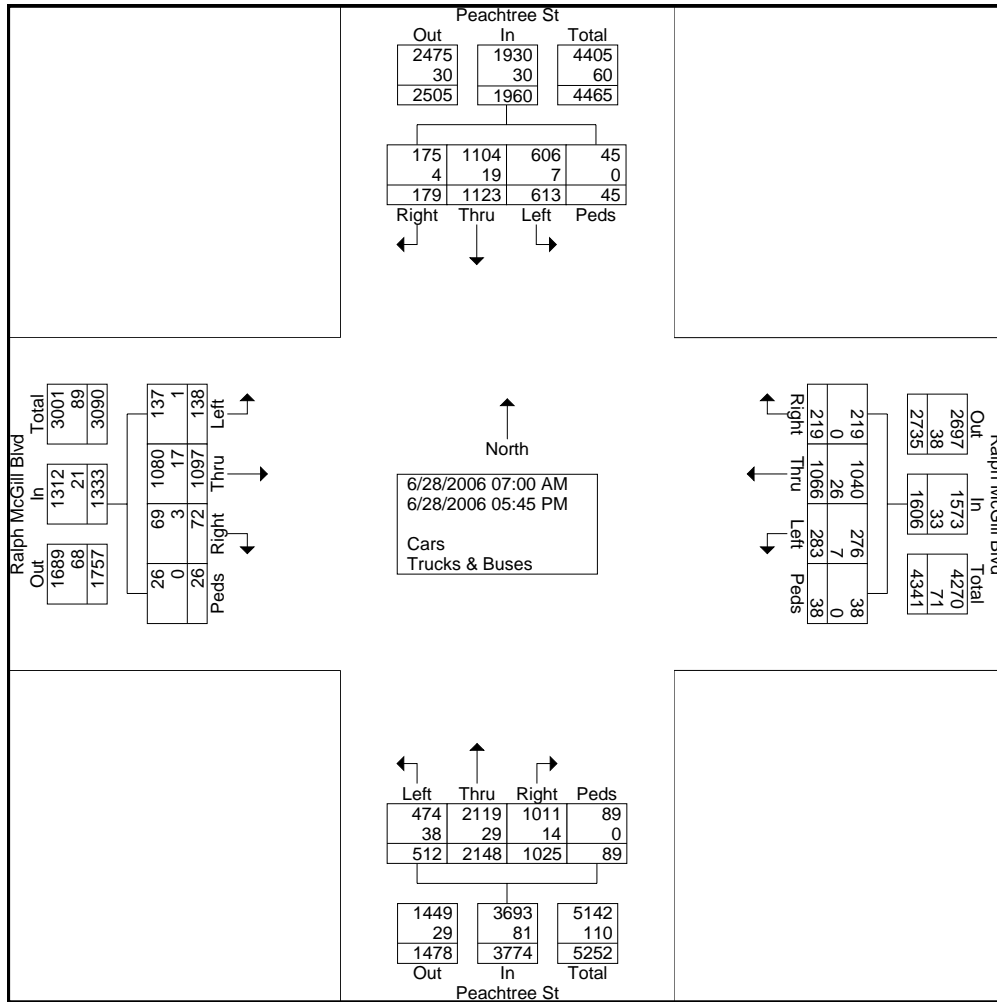 Peachtree St
Out In Total
2475 1930 4405
30 30 60
2505 1960 4465
175 1104 606 45
4 19 7 0
179 1123 613 45
Right Thru Left Peds
Ralph McGill Blvd
Total In Out
3001 1312 1689
89 21 68
3090 1333 1757
137 1080 69 26
1 17 3 0
138 1097 72 26
Left Thru Right Peds
North
6/28/2006 07:00 AM
6/28/2006 05:45 PM
Cars
Trucks & Buses
Right Thru Left Peds
219 1040 276 38
0 26 7 0
219 1066 283 38
Out In Total
2697 1573 4270
38 33 71
2735 1606 4341
Ralph McGill Blvd
Left Thru Right Peds
474 2119 1011 89
38 29 14 0
512 2148 1025 89
1449 3693 5142
29 81 110
1478 3774 5252
Out In Total
Peachtree St